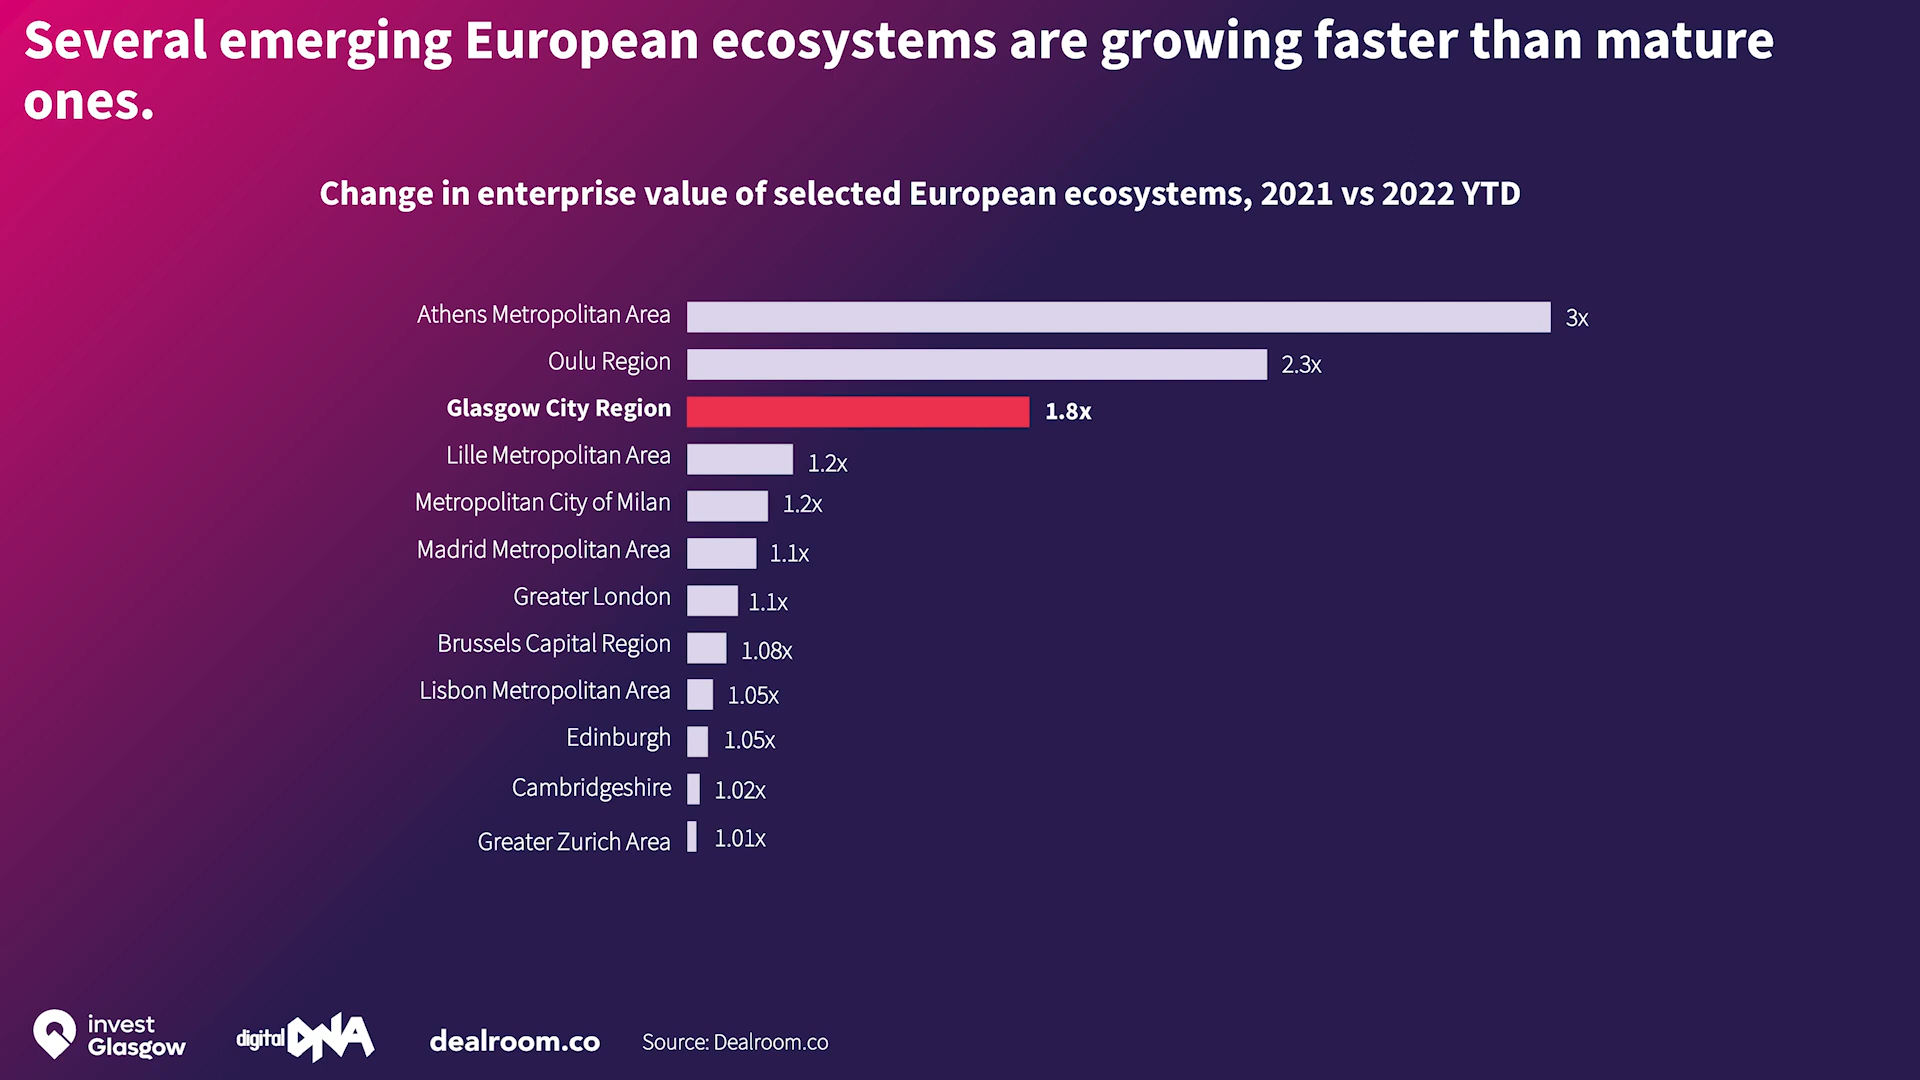 Several emerging European ecosystems are growing faster than mature
ones.
Change in enterprise value of selected European ecosystems, 2021 vs 2022 YTD
Athens Metropolitan Area 3x
Oulu Region 2.3x
Glasgow City Region 1.8x
Lille Metropolitan Area 1.2x
Metropolitan City of Milan 1.2x
Madrid Metropolitan Area 1.1x
Greater London 1.1x
Brussels Capital Region 1.08x
Lisbon Metropolitan Area 1.05x
Edinburgh 1.05x
Cambridgeshire 1.02x
Greater Zurich Area 1.01x
invest
Glasgow
digital DNA
dealroom.co
Source: Dealroom.co